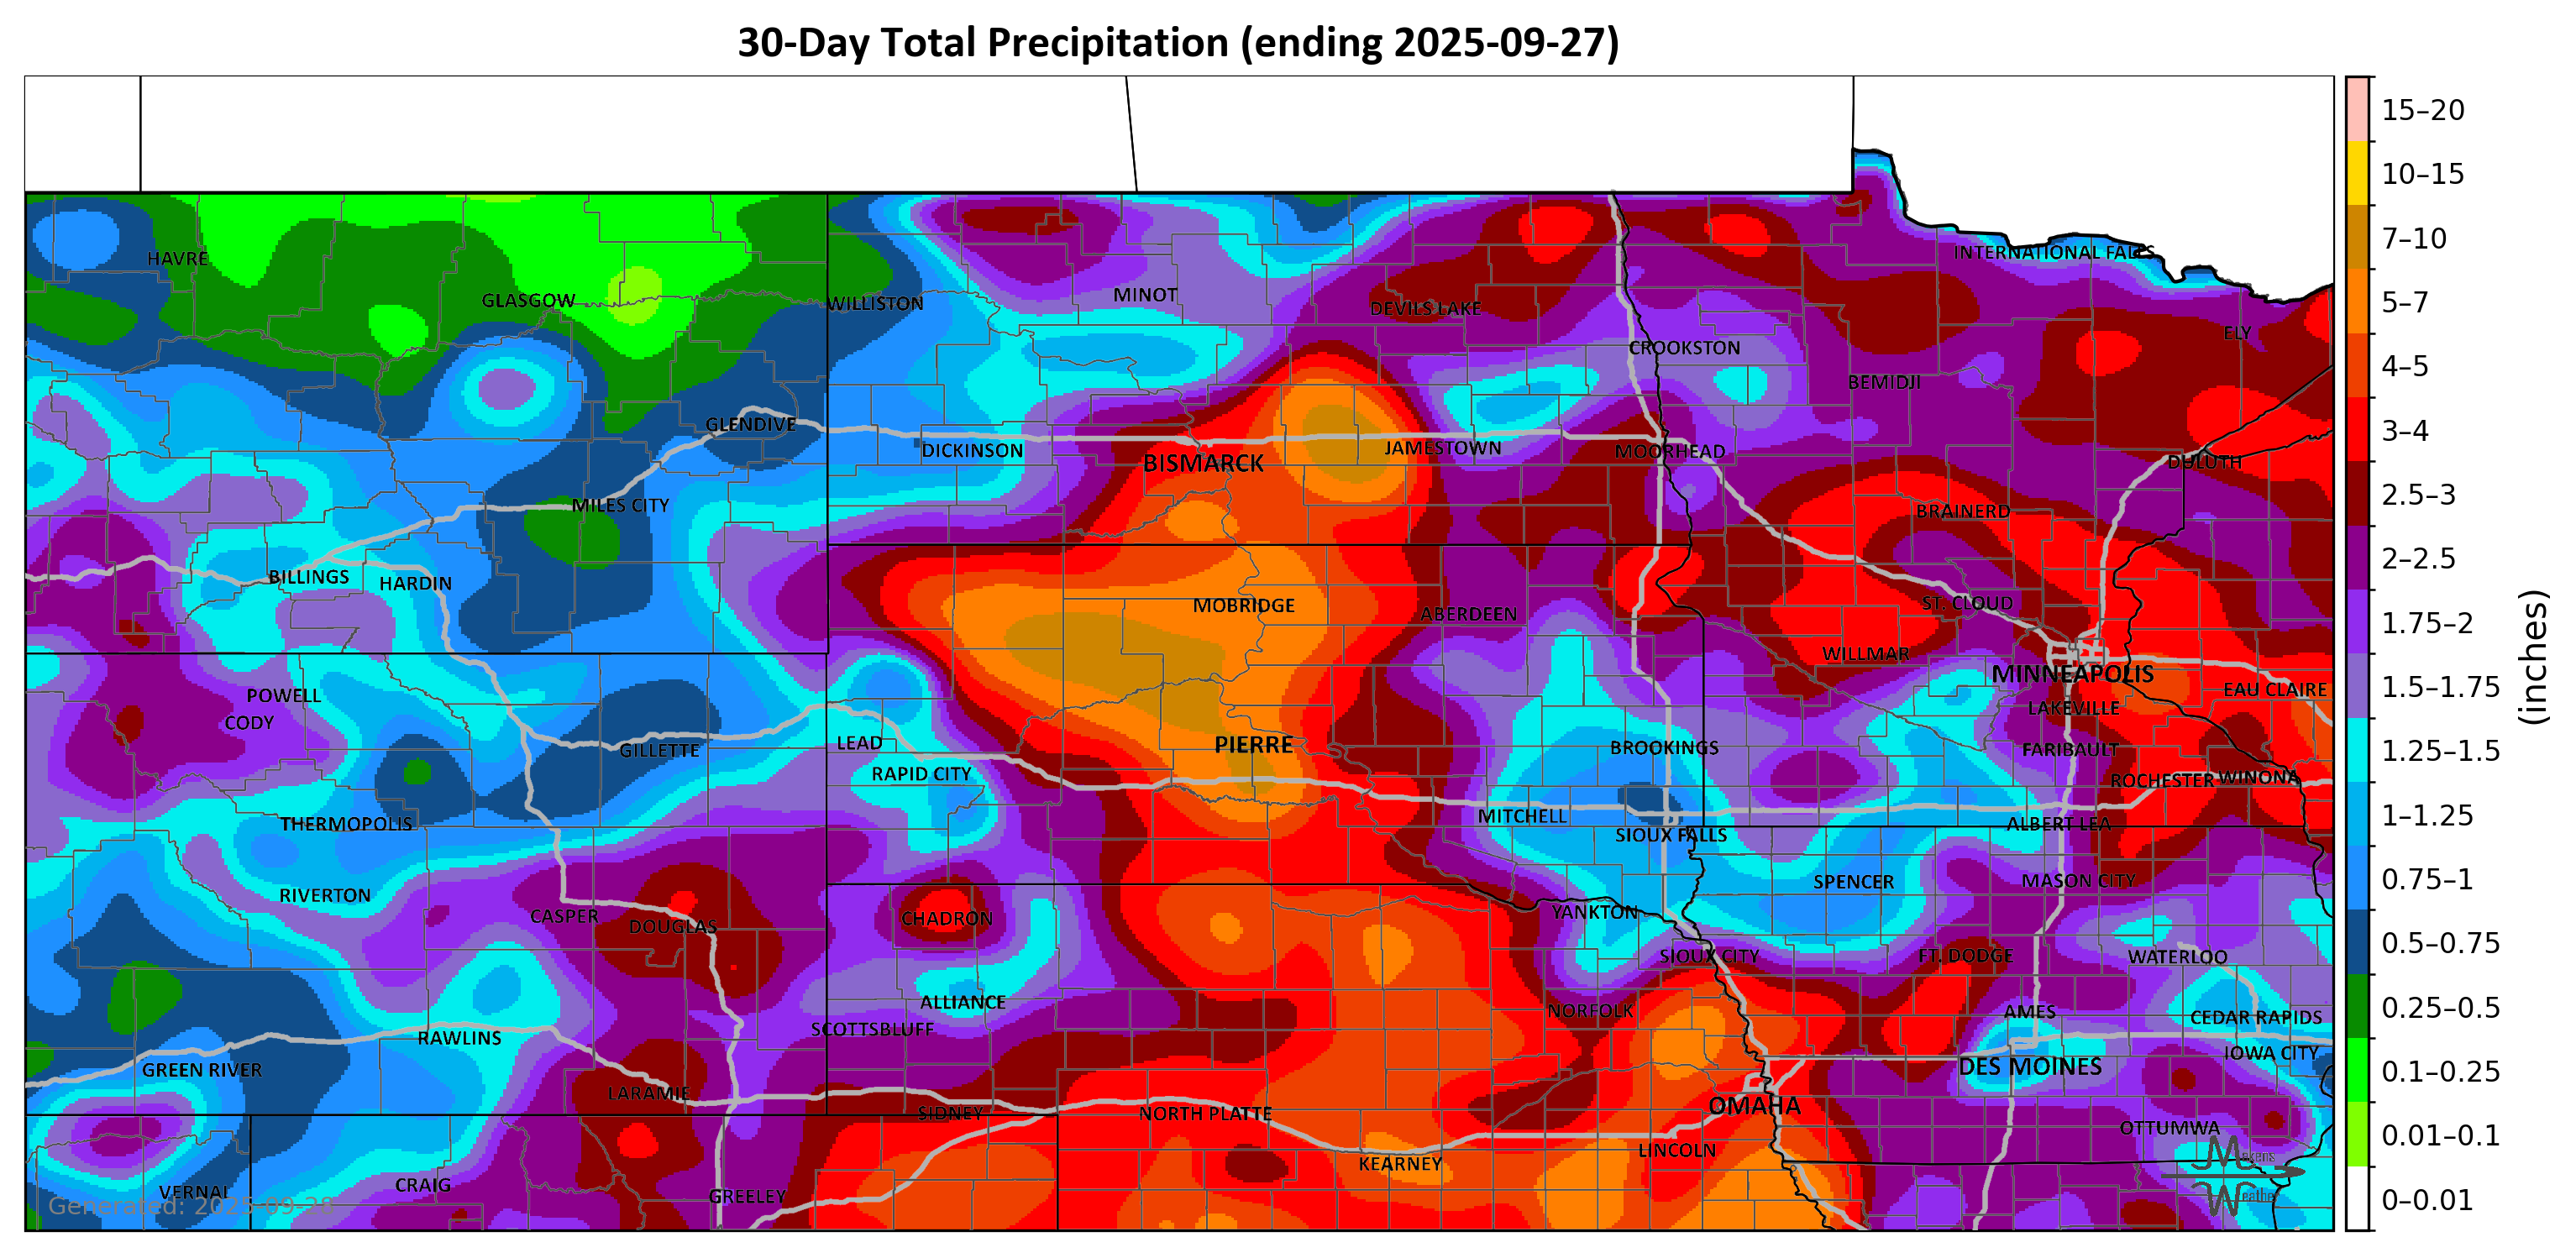 30-Day Total Precipitation (ending 2025-09-27)
15–20
10–15
7–10
5–7
4–5
3–4
2.5–3
2–2.5
1.75–2
1.5–1.75
1.25–1.5
1–1.25
0.75–1
0.5–0.75
0.25–0.5
0.1–0.25
0.01–0.1
0–0.01
(inches)
HAVRE
INTERNATIONAL FALLS
GLASGOW
WILLISTON
MINOT
DEVILS LAKE
ELY
CROOKSTON
BEMIDJI
GLENDIVE
DICKINSON
BISMARCK
JAMESTOWN
MOORHEAD
DULUTH
MILES CITY
BRAINERD
BILLINGS
HARDIN
MOBRIDGE
ABERDEEN
ST. CLOUD
WILLMAR
MINNEAPOLIS
POWELL
EAU CLAIRE
CODY
LAKEVILLE
GILLETTE
LEAD
PIERRE
BROOKINGS
FARIBAULT
RAPID CITY
ROCHESTER
WINONA
THERMOPOLIS
MITCHELL
SIOUX FALLS
ALBERT LEA
RIVERTON
SPENCER
MASON CITY
CASPER
DOUGLAS
CHADRON
YANKTON
SIOUX CITY
FT. DODGE
WATERLOO
ALLIANCE
NORFOLK
AMES
CEDAR RAPIDS
SCOTTSBLUFF
RAWLINS
IOWA CITY
GREEN RIVER
DES MOINES
LARAMIE
SIDNEY
NORTH PLATTE
OMAHA
OTTUMWA
LINCOLN
KEARNEY
VERNAL
CRAIG
GREELEY
Generated: 2025-09-28
Makens
Weather